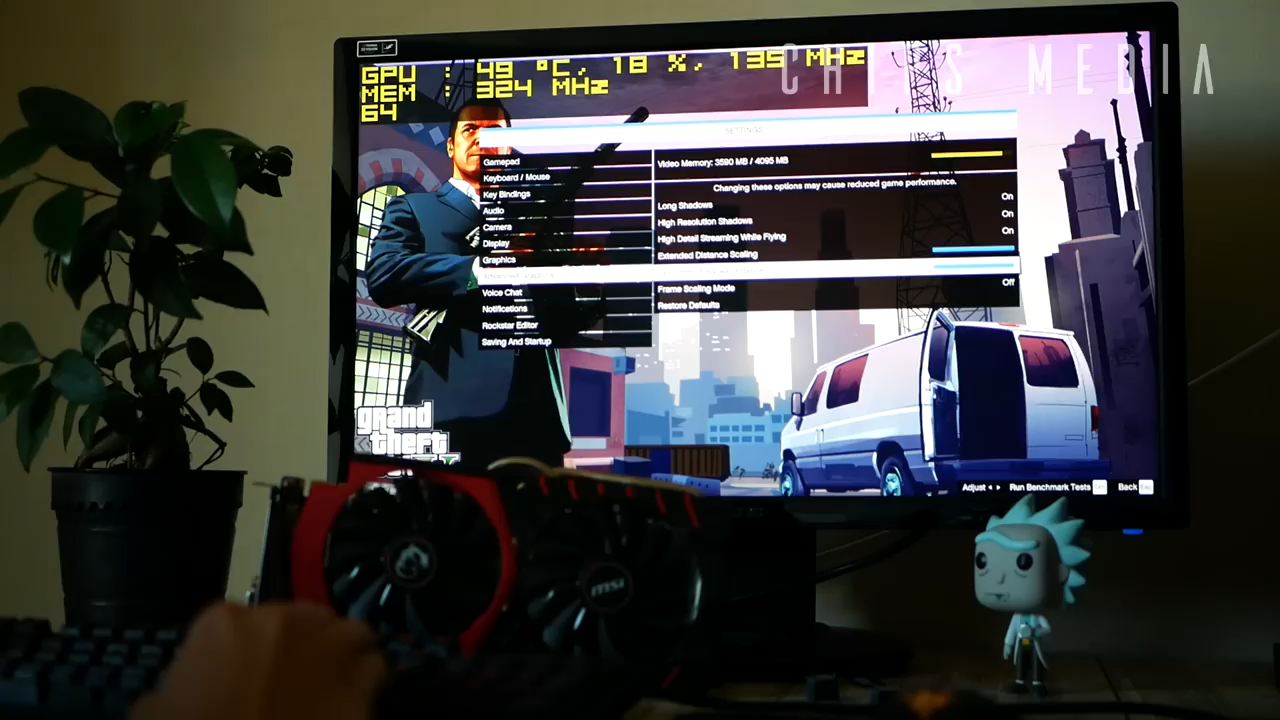 CHIPS MEDIA
GPU : 49 °C, 18 %, 135 MHz
MEM : 324 MHz
64
SETTINGS
Gamepad
Keyboard / Mouse
Key Bindings
Audio
Camera
Display
Graphics
Advanced Graphics
Voice Chat
Notifications
Rockstar Editor
Saving And Startup
Video Memory: 3590 MB / 4095 MB
Changing these options may cause reduced game performance.
Long Shadows On
High Resolution Shadows On
High Detail Streaming While Flying On
Extended Distance Scaling
Frame Scaling Mode Off
Restore Defaults
grand
theft
Adjust
Run Benchmark Tests
Back
msi